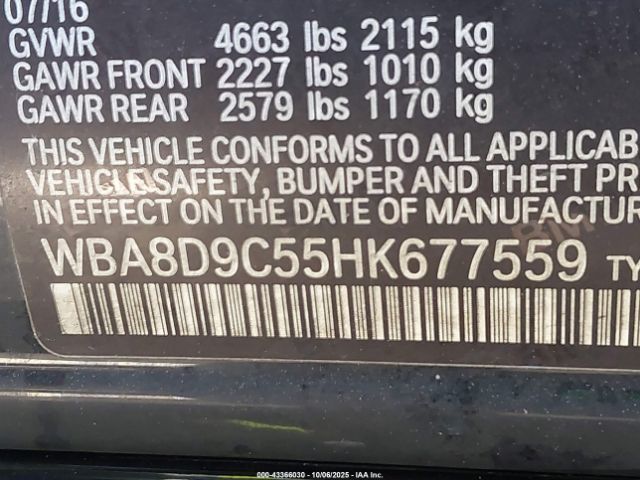 07/16
GVWR 4663 lbs 2115 kg
GAWR FRONT 2227 lbs 1010 kg
GAWR REAR 2579 lbs 1170 kg
THIS VEHICLE CONFORMS TO ALL APPLICAB
VEHICLE SAFETY, BUMPER AND THEFT PR
IN EFFECT ON THE DATE OF MANUFACTUR
WBA8D9C55HK677559 TY
000-43366030 - 10/06/2025 - IAA Inc.